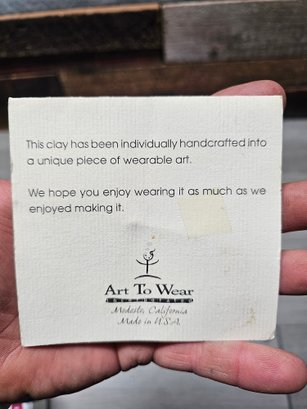 This clay has been individually handcrafted into
a unique piece of wearable art.
We hope you enjoy wearing it as much as we
enjoyed making it.
Art To Wear
INCORPORATED
Modesto, California
Made in U.S.A.